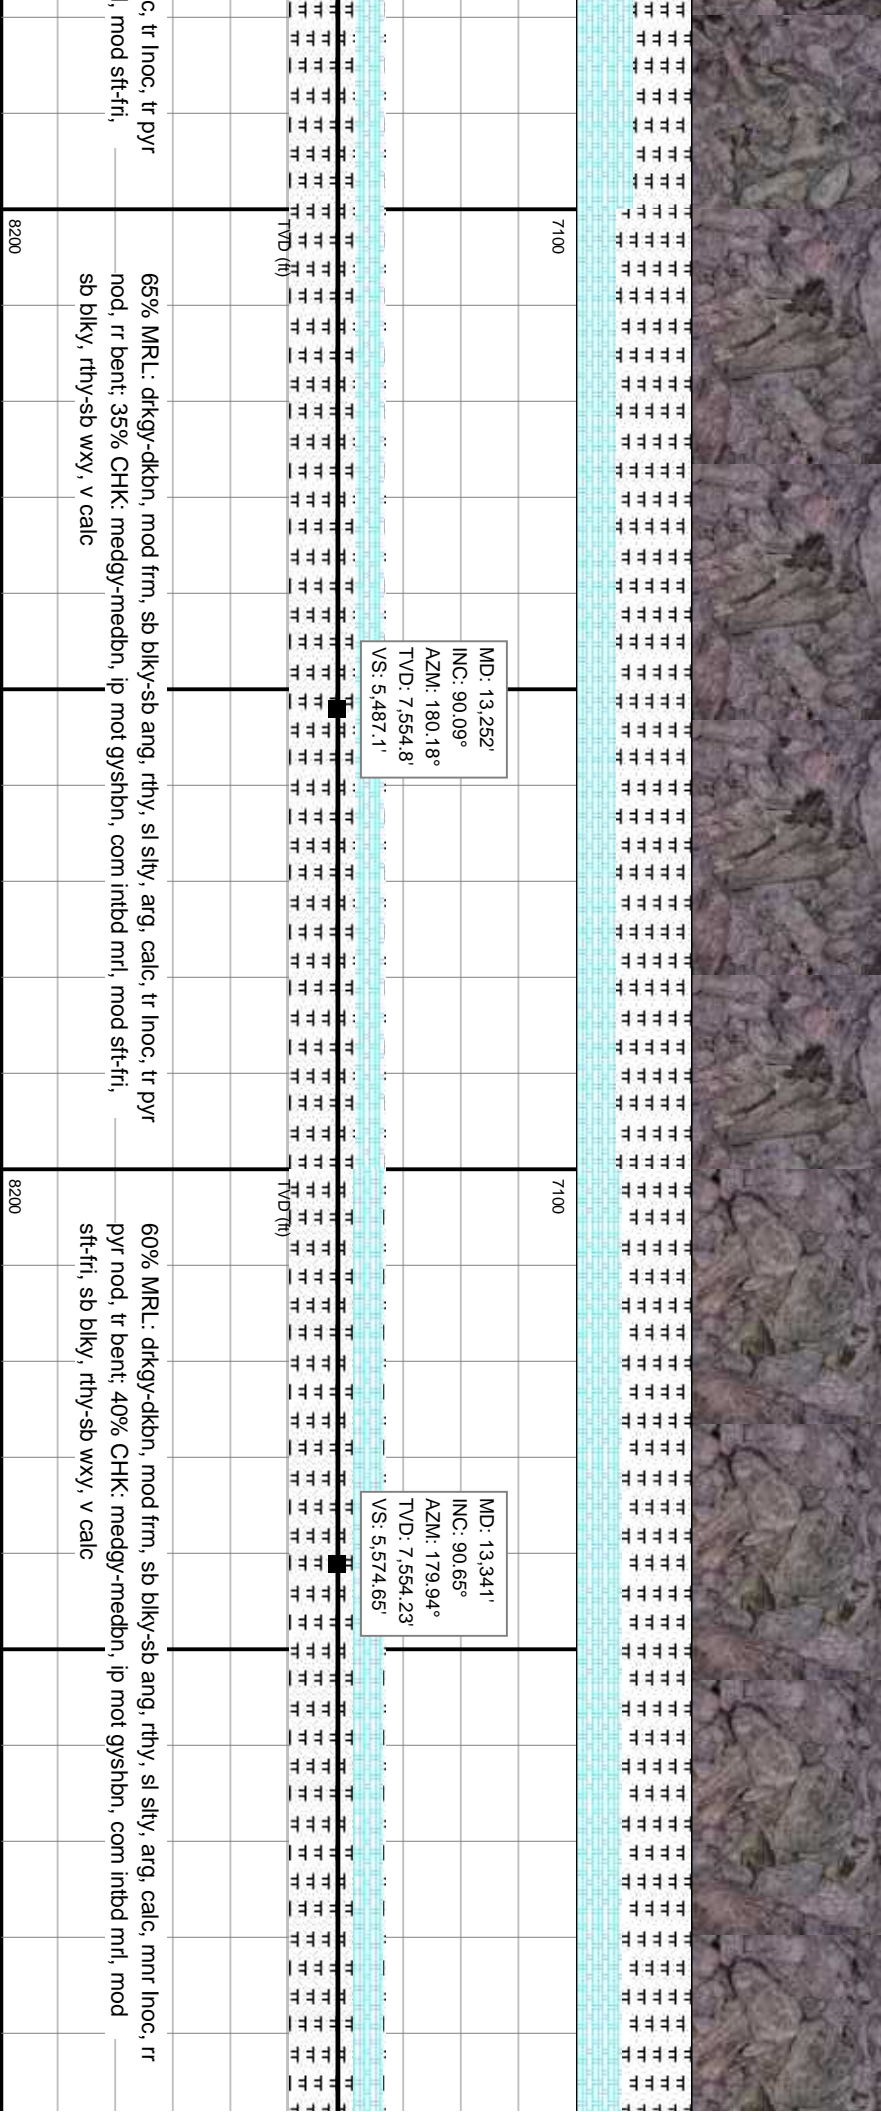 c, tr Inoc, tr pyr
, mod sft-fri,
7100
TVD (ft)
8200
65% MRL: drkgy-dkbn, mod frm, sb blky-sb ang, rthy, sl slty, arg, calc, tr Inoc, tr pyr
nod, rr bent; 35% CHK: medgy-medbn, ip mot gyshbn, com intbd mrl, mod sft-fri,
sb blky, rthy-sb wxy, v calc
MD: 13,252'
INC: 90.09°
AZM: 180.18°
TVD: 7,554.8'
VS: 5,487.1'
7100
TVD (ft)
8200
60% MRL: drkgy-dkbn, mod frm, sb blky-sb ang, rthy, sl slty, arg, calc, mnr Inoc, rr
pyr nod, tr bent; 40% CHK: medgy-medbn, ip mot gyshbn, com intbd mrl, mod
sft-fri, sb blky, rthy-sb wxy, v calc
MD: 13,341'
INC: 90.65°
AZM: 179.94°
TVD: 7,554.23'
VS: 5,574.65'